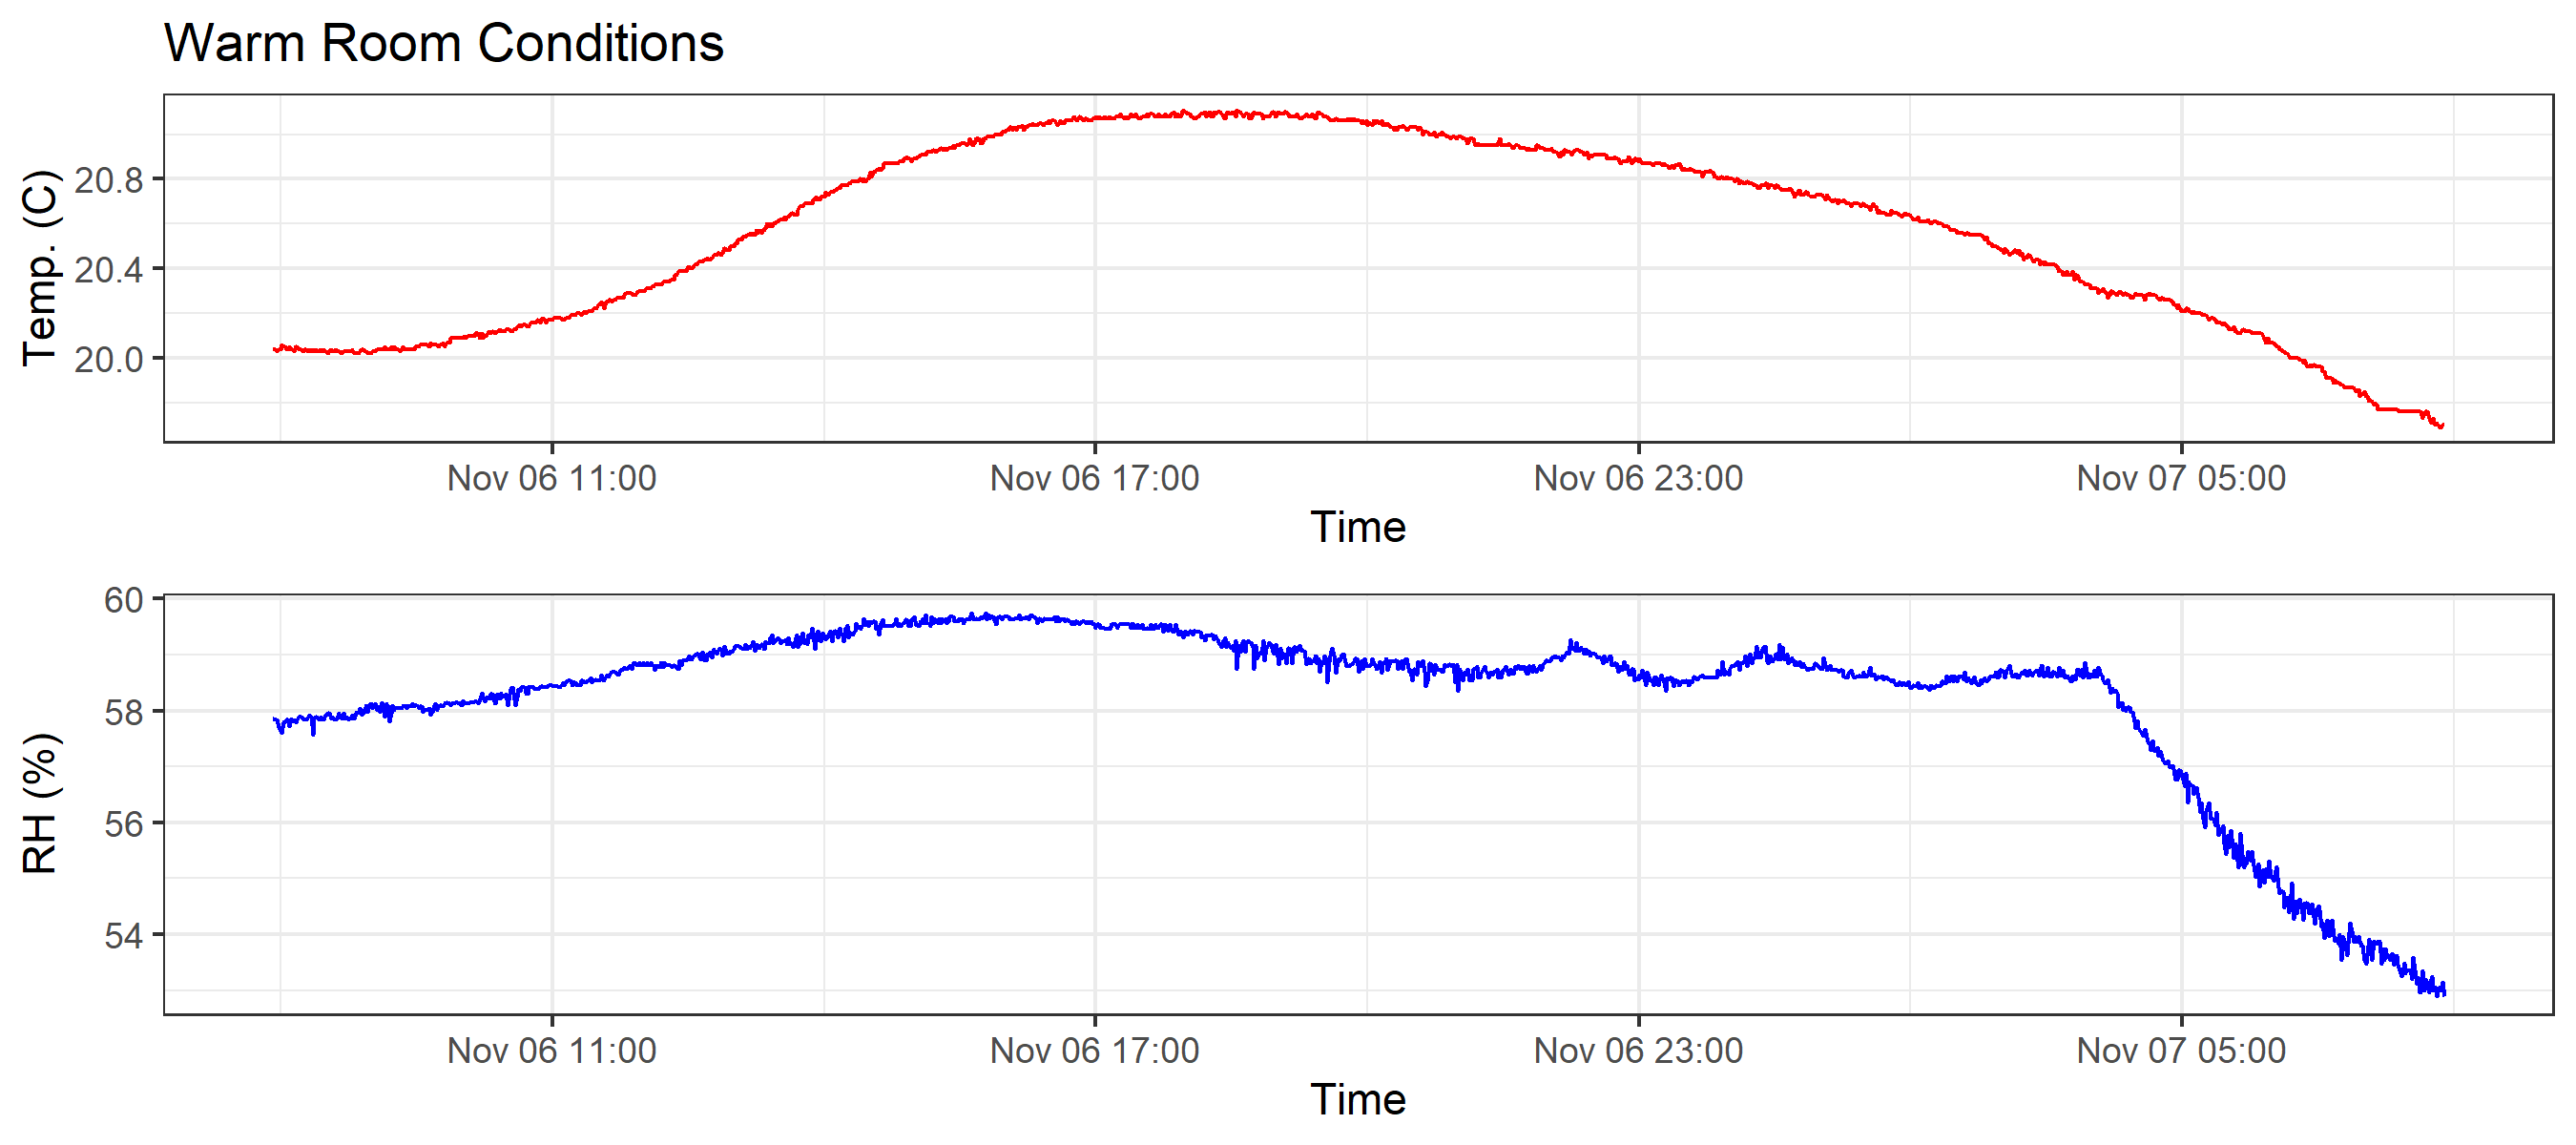 Warm Room Conditions
Temp. (C)
20.8
20.4
20.0
Nov 06 11:00 Nov 06 17:00 Nov 06 23:00 Nov 07 05:00
Time
RH (%)
60
58
56
54
Nov 06 11:00 Nov 06 17:00 Nov 06 23:00 Nov 07 05:00
Time